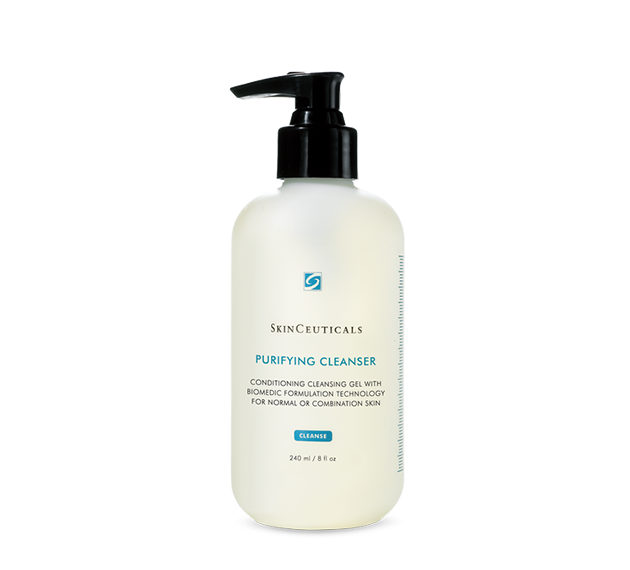 SKINCEUTICALS
PURIFYING CLEANSER
CONDITIONING CLEANSING GEL WITH
BIOMEDIC FORMULATION TECHNOLOGY
FOR NORMAL OR COMBINATION SKIN
CLEANSE
240 ml / 8 fl oz